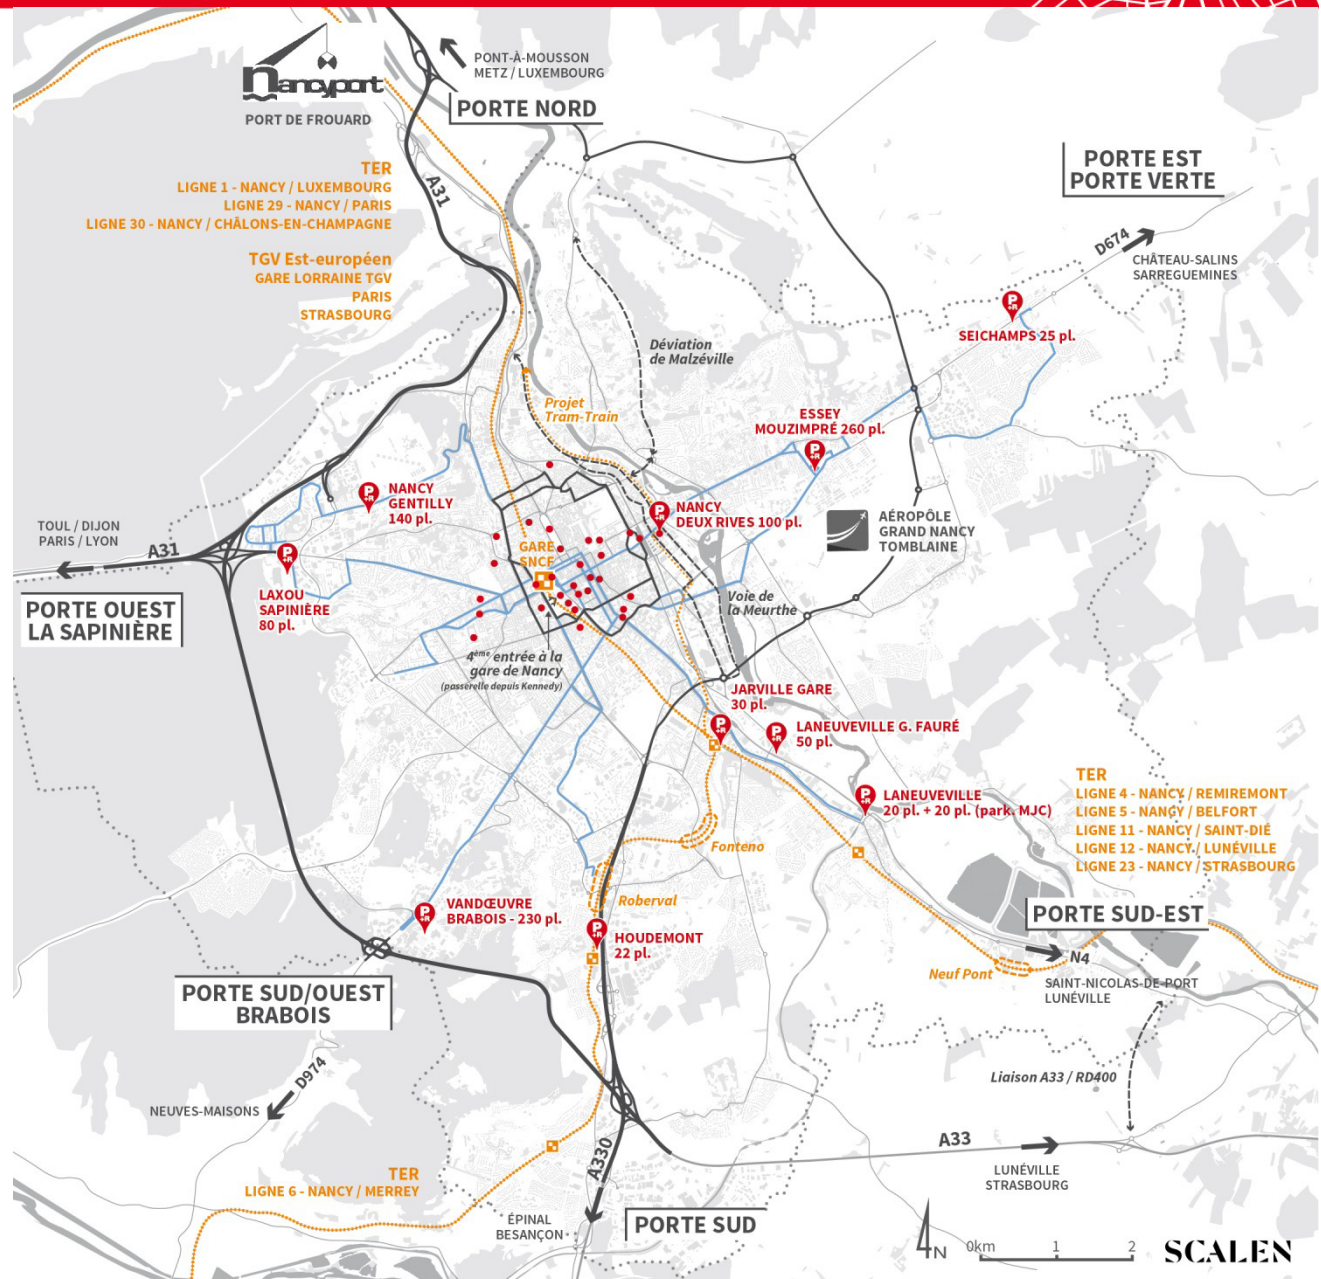 nancyport
PORT DE FROUARD
PONT-À-MOUSSON
METZ / LUXEMBOURG
PORTE NORD
TER
LIGNE 1 - NANCY / LUXEMBOURG
LIGNE 29 - NANCY / PARIS
LIGNE 30 - NANCY / CHÂLONS-EN-CHAMPAGNE
TGV Est-européen
GARE LORRAINE TGV
PARIS
STRASBOURG
A31
PORTE EST
PORTE VERTE
D674
CHÂTEAU-SALINS
SARREGUEMINES
P+R
SEICHAMPS 25 pl.
Déviation
de Malzéville
Projet
Tram-Train
ESSEY
MOUZIMPRÉ 260 pl.
P+R
P+R
NANCY
GENTILLY
140 pl.
P+R
NANCY
DEUX RIVES 100 pl.
AÉROPÔLE
GRAND NANCY
TOMBLAINE
TOUL / DIJON
PARIS / LYON
A31
P+R
LAXOU
SAPINIÈRE
80 pl.
PORTE OUEST
LA SAPINIÈRE
GARE
SNCF
Voie de
la Meurthe
4ème entrée à la
gare de Nancy
(passerelle depuis Kennedy)
JARVILLE GARE
30 pl.
P+R
P+R
LANEUVEVILLE G. FAURÉ
50 pl.
P+R
LANEUVEVILLE
20 pl. + 20 pl. (park. MJC)
TER
LIGNE 4 - NANCY / REMIREMONT
LIGNE 5 - NANCY / BELFORT
LIGNE 11 - NANCY / SAINT-DIÉ
LIGNE 12 - NANCY / LUNÉVILLE
LIGNE 23 - NANCY / STRASBOURG
Fonteno
Roberval
P+R
VANDŒUVRE
BRABOIS - 230 pl.
P+R
HOUDEMONT
22 pl.
PORTE SUD-EST
N4
Neuf Pont
SAINT-NICOLAS-DE-PORT
LUNÉVILLE
PORTE SUD/OUEST
BRABOIS
D974
NEUVES-MAISONS
Liaison A33 / RD400
A33
LUNÉVILLE
STRASBOURG
TER
LIGNE 6 - NANCY / MERREY
A330
ÉPINAL
BESANÇON
PORTE SUD
N
0km 1 2
SCALEN